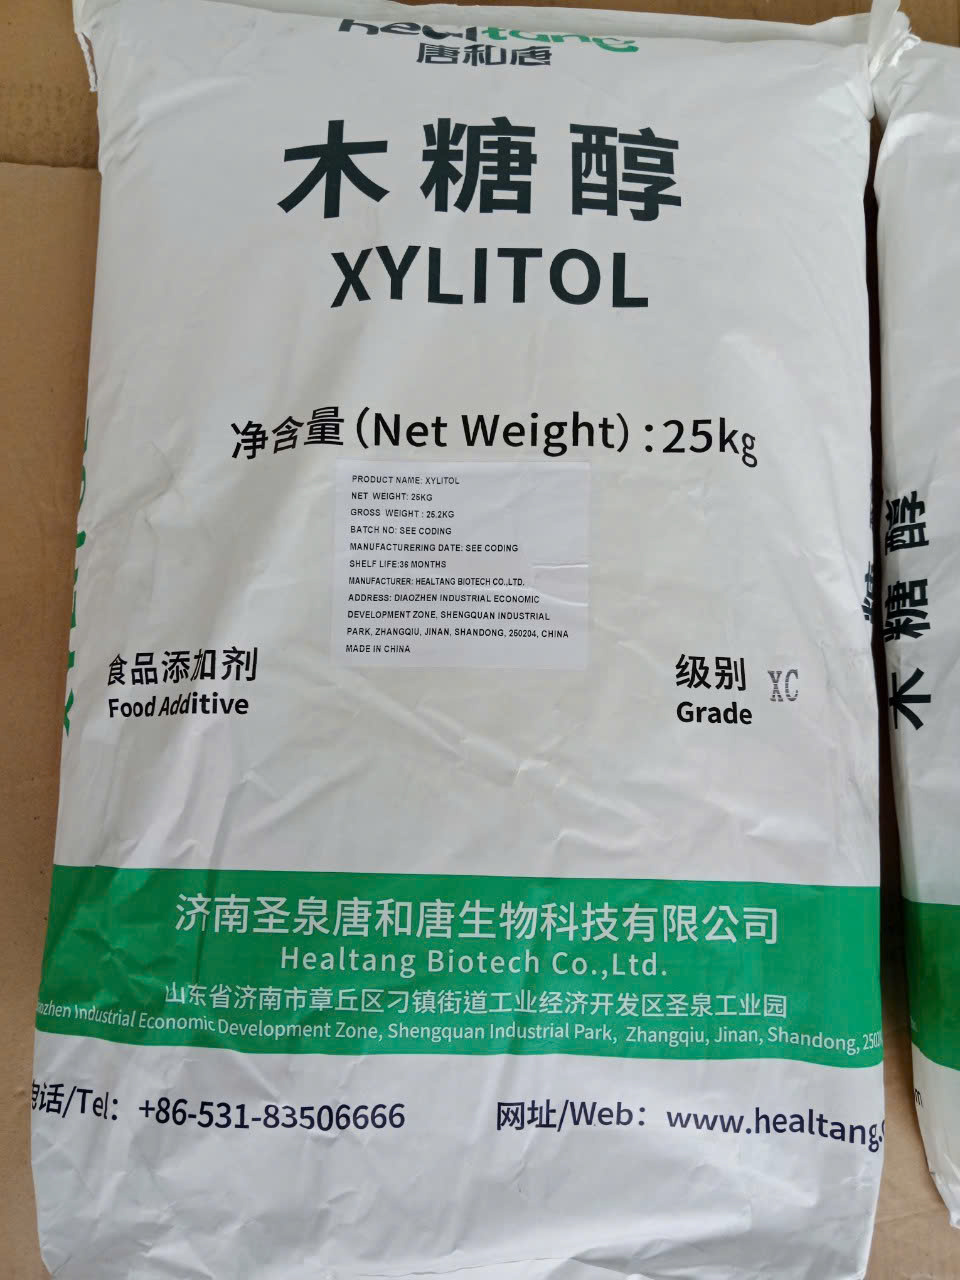 healtang
唐和唐
木糖醇
XYLITOL
净含量(Net Weight):25kg
PRODUCT NAME: XYLITOL
NET WEIGHT: 25KG
GROSS WEIGHT : 25.2KG
BATCH NO: SEE CODING
MANUFACTURERING DATE: SEE CODING
SHELF LIFE:36 MONTHS
MANUFACTURER: HEALTANG BIOTECH CO.,LTD.
ADDRESS: DIAOZHEN INDUSTRIAL ECONOMIC
DEVELOPMENT ZONE, SHENGQUAN INDUSTRIAL
PARK, ZHANGQIU, JINAN, SHANDONG, 250204, CHINA
MADE IN CHINA
食品添加剂
Food Additive
级别 XC
Grade
济南圣泉唐和唐生物科技有限公司
Healtang Biotech Co.,Ltd.
山东省济南市章丘区刁镇街道工业经济开发区圣泉工业园
Industrial Economic Development Zone, Shengquan Industrial Park, Zhangqiu, Jinan, Shandong,
电话/Tel: +86-531-83506666
网址/Web: www.healtang.
木糖醇